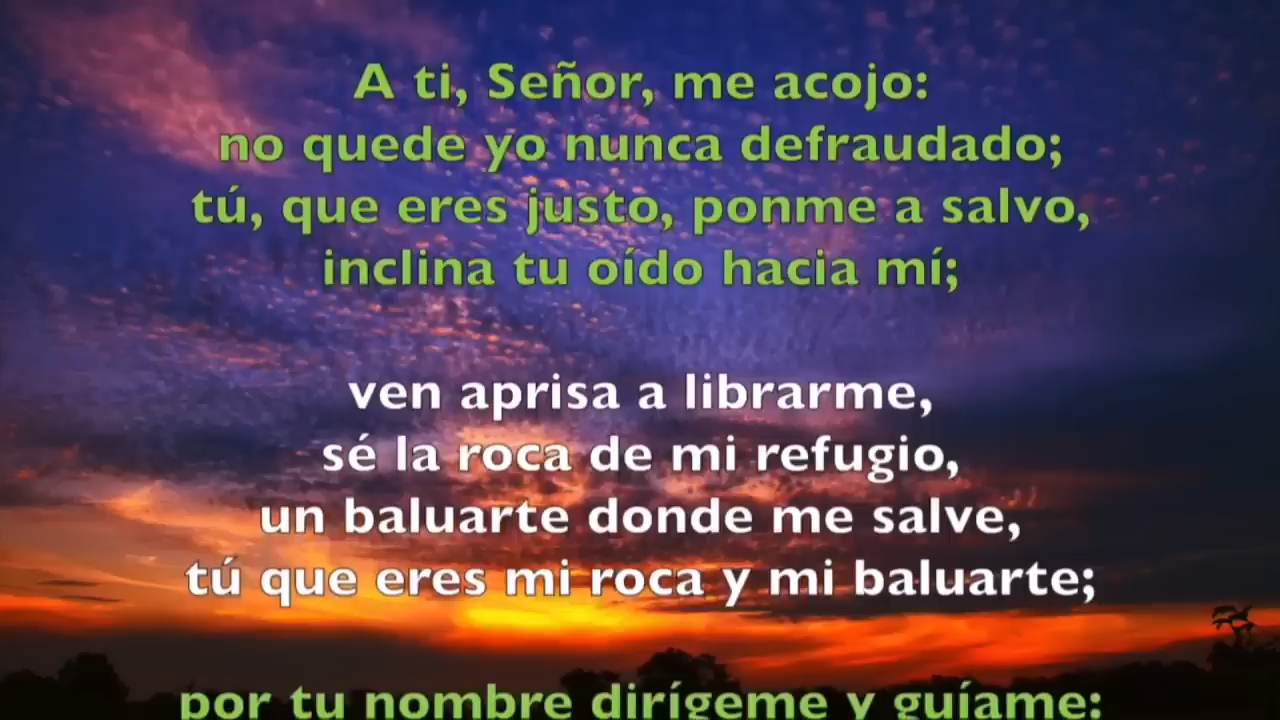 A ti, Señor, me acojo:
no quede yo nunca defraudado;
tú, que eres justo, ponme a salvo,
inclina tu oído hacia mí;
ven aprisa a librarme,
sé la roca de mi refugio,
un baluarte donde me salve,
tú que eres mi roca y mi baluarte;
por tu nombre dirígeme y guíame: